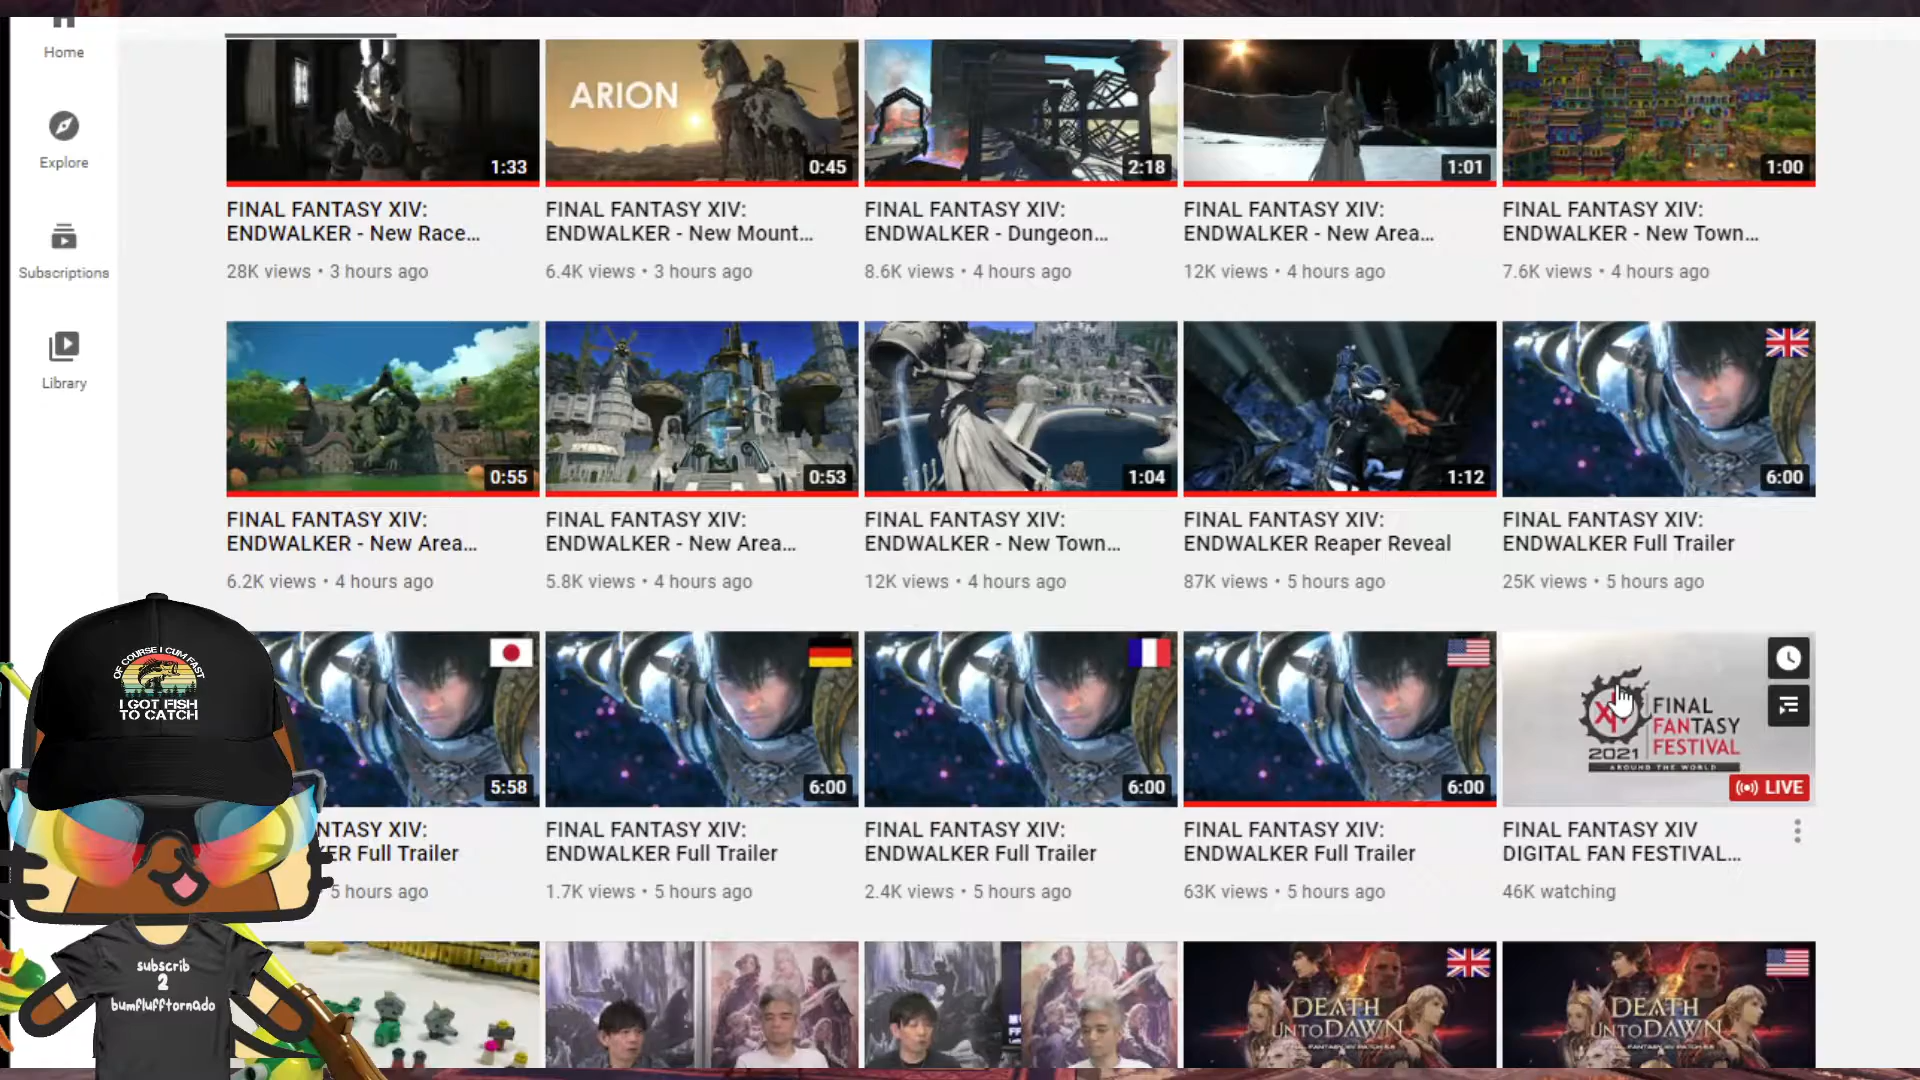 Home
Explore
Subscriptions
Library
ARION
1:33
0:45
2:18
1:01
1:00
FINAL FANTASY XIV:
ENDWALKER - New Race...
28K views • 3 hours ago
FINAL FANTASY XIV:
ENDWALKER - New Mount...
6.4K views • 3 hours ago
FINAL FANTASY XIV:
ENDWALKER - Dungeon...
8.6K views • 4 hours ago
FINAL FANTASY XIV:
ENDWALKER - New Area...
12K views • 4 hours ago
FINAL FANTASY XIV:
ENDWALKER - New Town...
7.6K views • 4 hours ago
0:55
0:53
1:04
1:12
6:00
FINAL FANTASY XIV:
ENDWALKER - New Area...
6.2K views • 4 hours ago
FINAL FANTASY XIV:
ENDWALKER - New Area...
5.8K views • 4 hours ago
FINAL FANTASY XIV:
ENDWALKER - New Town...
12K views • 4 hours ago
FINAL FANTASY XIV:
ENDWALKER Reaper Reveal
87K views • 5 hours ago
FINAL FANTASY XIV:
ENDWALKER Full Trailer
25K views • 5 hours ago
5:58
6:00
6:00
6:00
FINAL
FANTASY
FESTIVAL
2021
AROUND THE WORLD
LIVE
NTASY XIV:
ER Full Trailer
5 hours ago
FINAL FANTASY XIV:
ENDWALKER Full Trailer
1.7K views • 5 hours ago
FINAL FANTASY XIV:
ENDWALKER Full Trailer
2.4K views • 5 hours ago
FINAL FANTASY XIV:
ENDWALKER Full Trailer
63K views • 5 hours ago
FINAL FANTASY XIV
DIGITAL FAN FESTIVAL...
46K watching
OF COURSE I CUM FAST
I GOT FISH
TO CATCH
subscrib
2
bumflufftornado
DEATH
UNTO DAWN
DEATH
UNTO DAWN